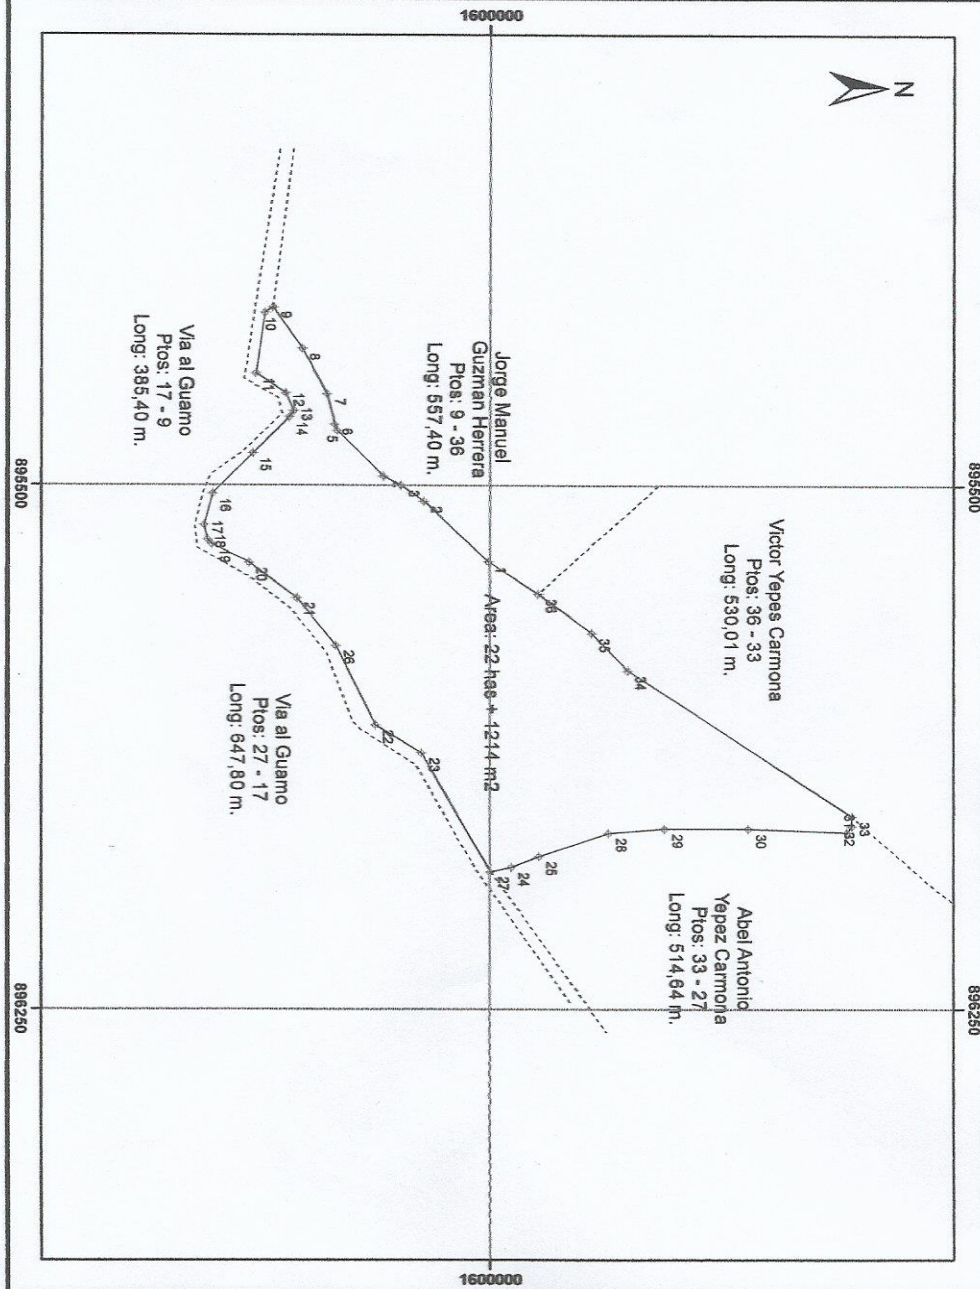 1600000
N
895500
896250
Victor Yepes Carmona
Ptos: 36 - 33
Long: 530,01 m.
Abel Antonio
Yepez Carmona
Ptos: 33 - 27
Long: 514,64 m.
Jorge Manuel
Guzman Herrera
Ptos: 9 - 36
Long: 557,40 m.
Area: 22 has + 1214 m2
Via al Guamo
Ptos: 17 - 9
Long: 385,40 m.
Via al Guamo
Ptos: 27 - 17
Long: 647,80 m.
33
31
32
30
29
28
25
24
27
34
35
36
1
2
3
5
6
7
8
9
10
11
12
13
14
15
16
17
18
19
20
21
26
22
23
895500
896250
1600000